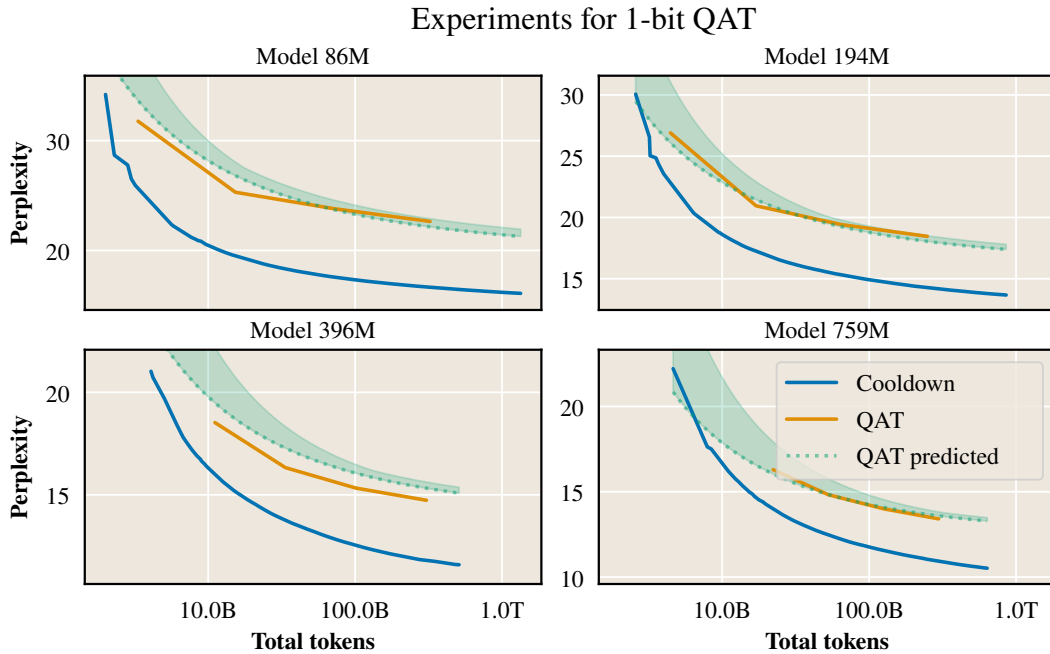 Experiments for 1-bit QAT
Model 86M
Model 194M
Perplexity
30
20
30
25
20
15
Model 396M
Model 759M
Perplexity
20
15
20
15
10
Cooldown
QAT
QAT predicted
10.0B
100.0B
1.0T
10.0B
100.0B
1.0T
Total tokens
Total tokens